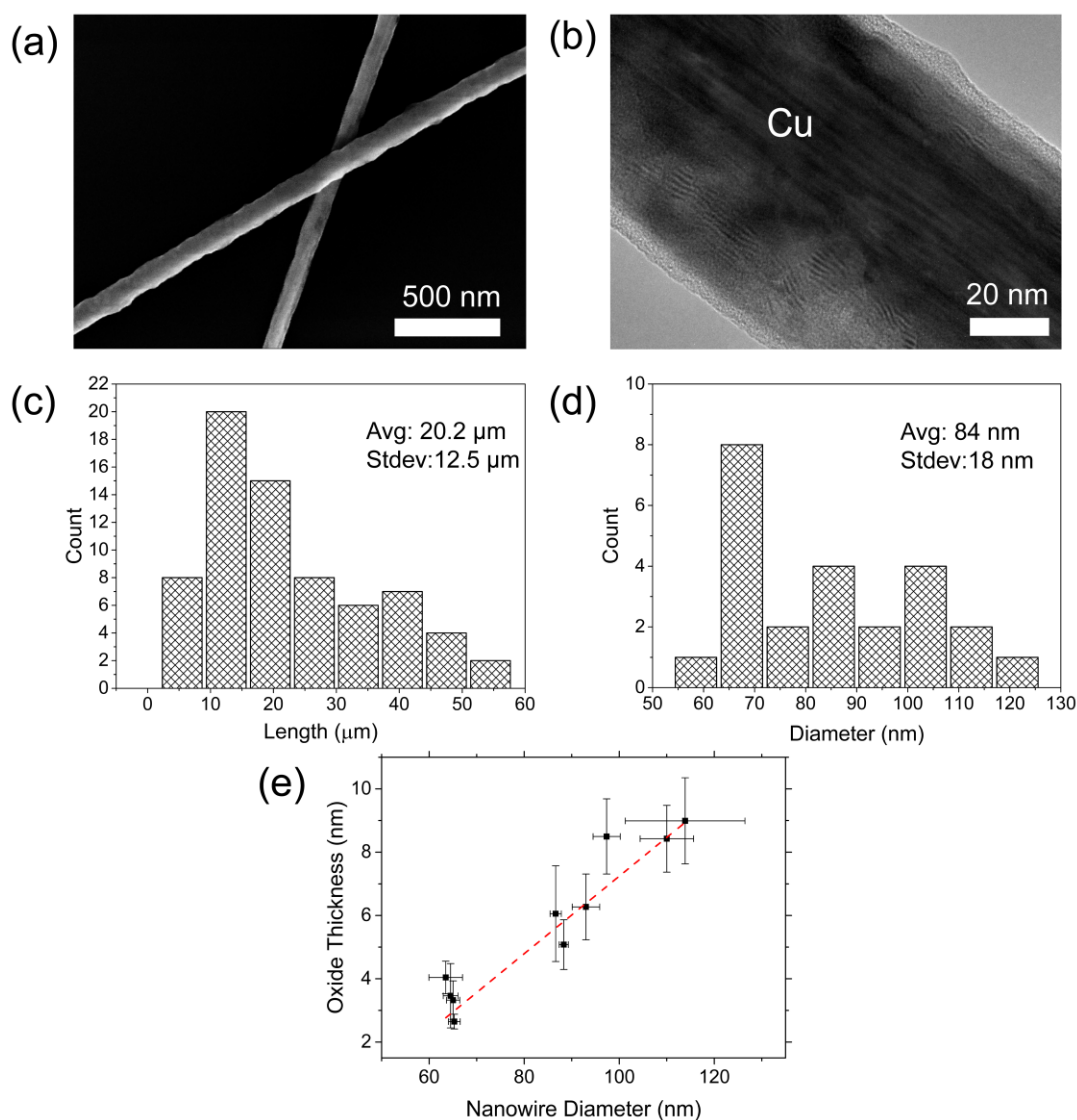 (a)
500 nm
(b)
Cu
20 nm
(c)
22
20
18
16
14
12
10
8
6
4
2
0
Count
0 10 20 30 40 50 60
Length (μm)
Avg: 20.2 μm
Stdev:12.5 μm
(d)
10
8
6
4
2
0
Count
50 60 70 80 90 100 110 120 130
Diameter (nm)
Avg: 84 nm
Stdev:18 nm
(e)
10
8
6
4
2
Oxide Thickness (nm)
60 80 100 120
Nanowire Diameter (nm)